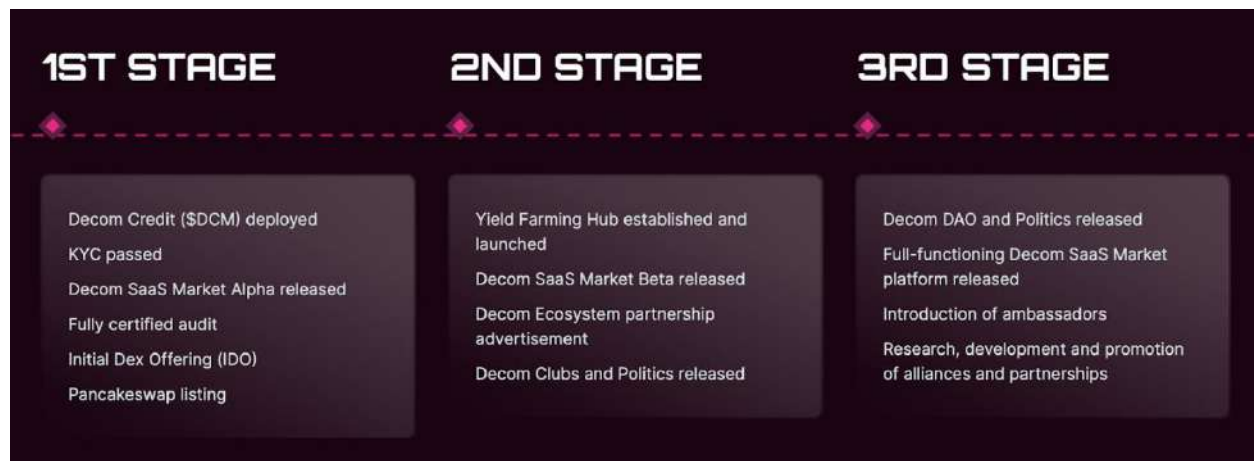 1ST STAGE
Decom Credit ($DCM) deployed
KYC passed
Decom SaaS Market Alpha released
Fully certified audit
Initial Dex Offering (IDO)
Pancakeswap listing
2ND STAGE
Yield Farming Hub established and
launched
Decom SaaS Market Beta released
Decom Ecosystem partnership
advertisement
Decom Clubs and Politics released
3RD STAGE
Decom DAO and Politics released
Full-functioning Decom SaaS Market
platform released
Introduction of ambassadors
Research, development and promotion
of alliances and partnerships